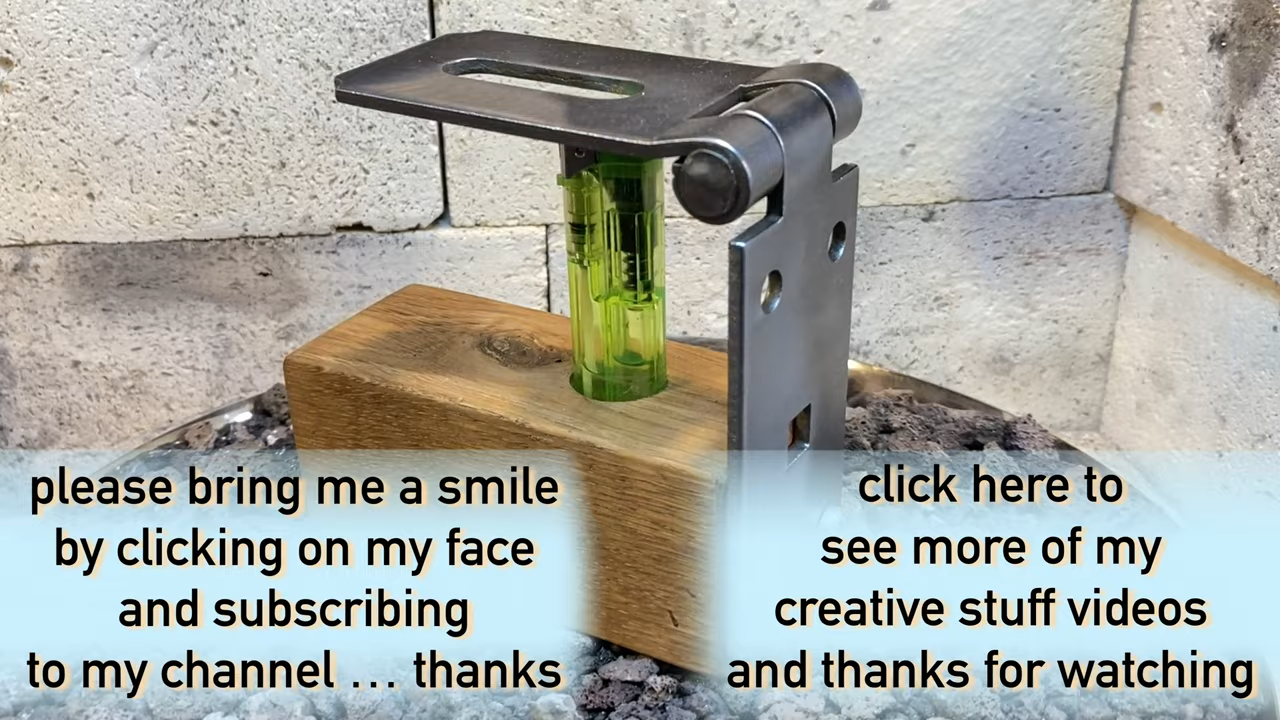 please bring me a smile
by clicking on my face
and subscribing
to my channel ... thanks
click here to
see more of my
creative stuff videos
and thanks for watching